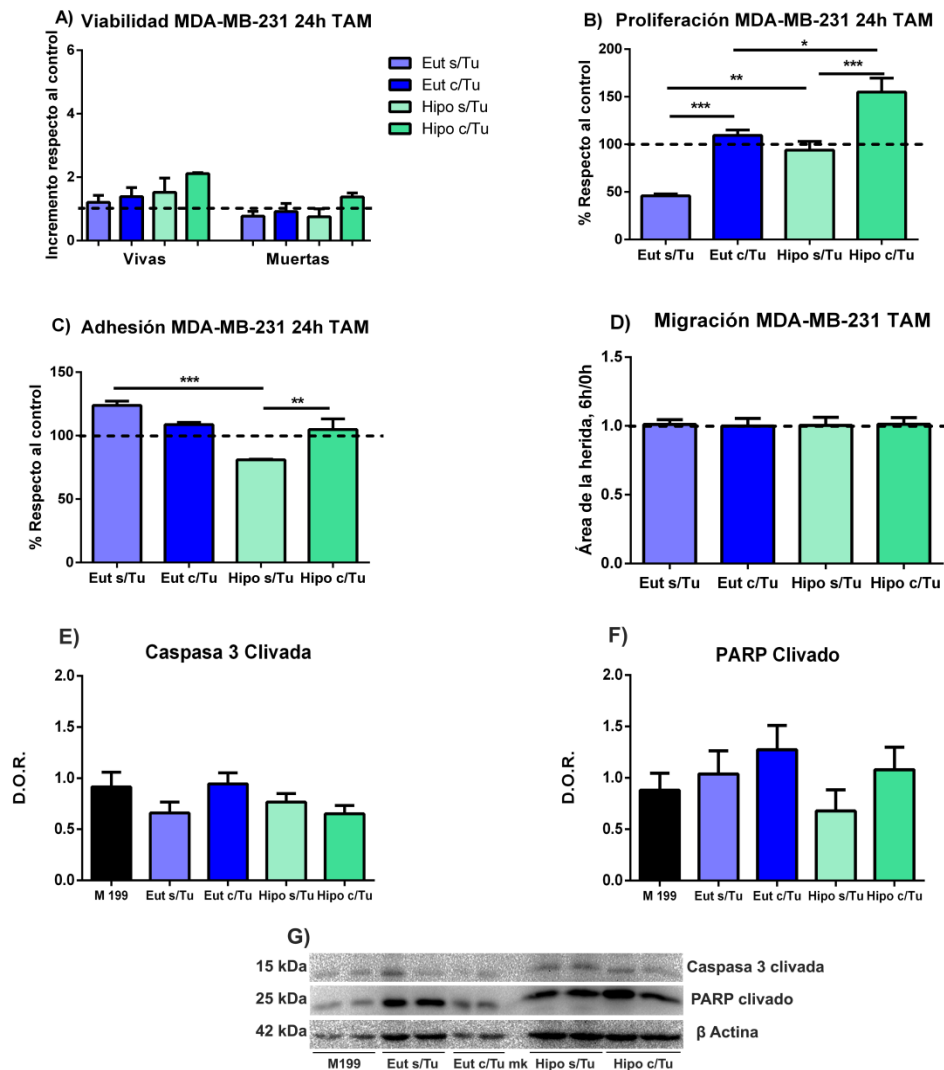 A) Viabilidad MDA-MB-231 24h TAM
Incremento respecto al control
6
4
2
0
Vivas
Muertas
Eut s/Tu
Eut c/Tu
Hipo s/Tu
Hipo c/Tu
B) Proliferación MDA-MB-231 24h TAM
% Respecto al control
200
150
100
50
0
*
**
***
***
Eut s/Tu
Eut c/Tu
Hipo s/Tu
Hipo c/Tu
C) Adhesión MDA-MB-231 24h TAM
% Respecto al control
150
100
50
0
***
**
Eut s/Tu
Eut c/Tu
Hipo s/Tu
Hipo c/Tu
D) Migración MDA-MB-231 TAM
Área de la herida, 6h/0h
1.5
1.0
0.5
0.0
Eut s/Tu
Eut c/Tu
Hipo s/Tu
Hipo c/Tu
E)
Caspasa 3 Clivada
D.O.R.
2.0
1.5
1.0
0.5
0.0
M 199
Eut s/Tu
Eut c/Tu
Hipo s/Tu
Hipo c/Tu
F)
PARP Clivado
D.O.R.
2.0
1.5
1.0
0.5
0.0
M 199
Eut s/Tu
Eut c/Tu
Hipo s/Tu
Hipo c/Tu
G)
15 kDa
Caspasa 3 clivada
25 kDa
PARP clivado
42 kDa
β Actina
M199
Eut s/Tu
Eut c/Tu
mk
Hipo s/Tu
Hipo c/Tu